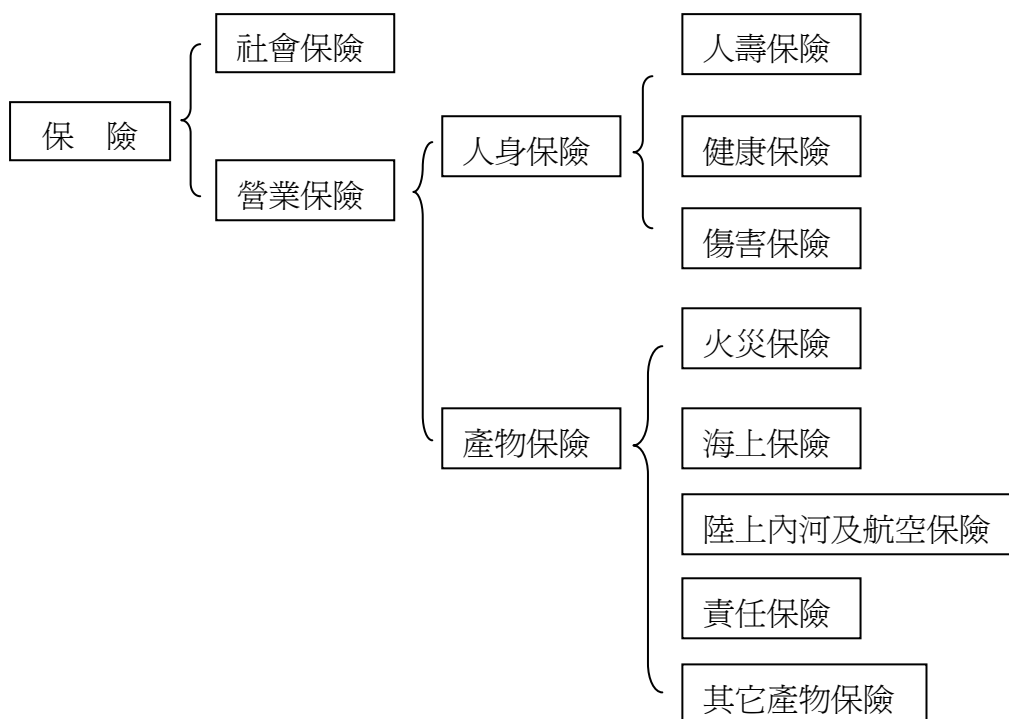 社會保險
人壽保險
保 險
人身保險
健康保險
營業保險
傷害保險
火災保險
產物保險
海上保險
陸上內河及航空保險
責任保險
其它產物保險